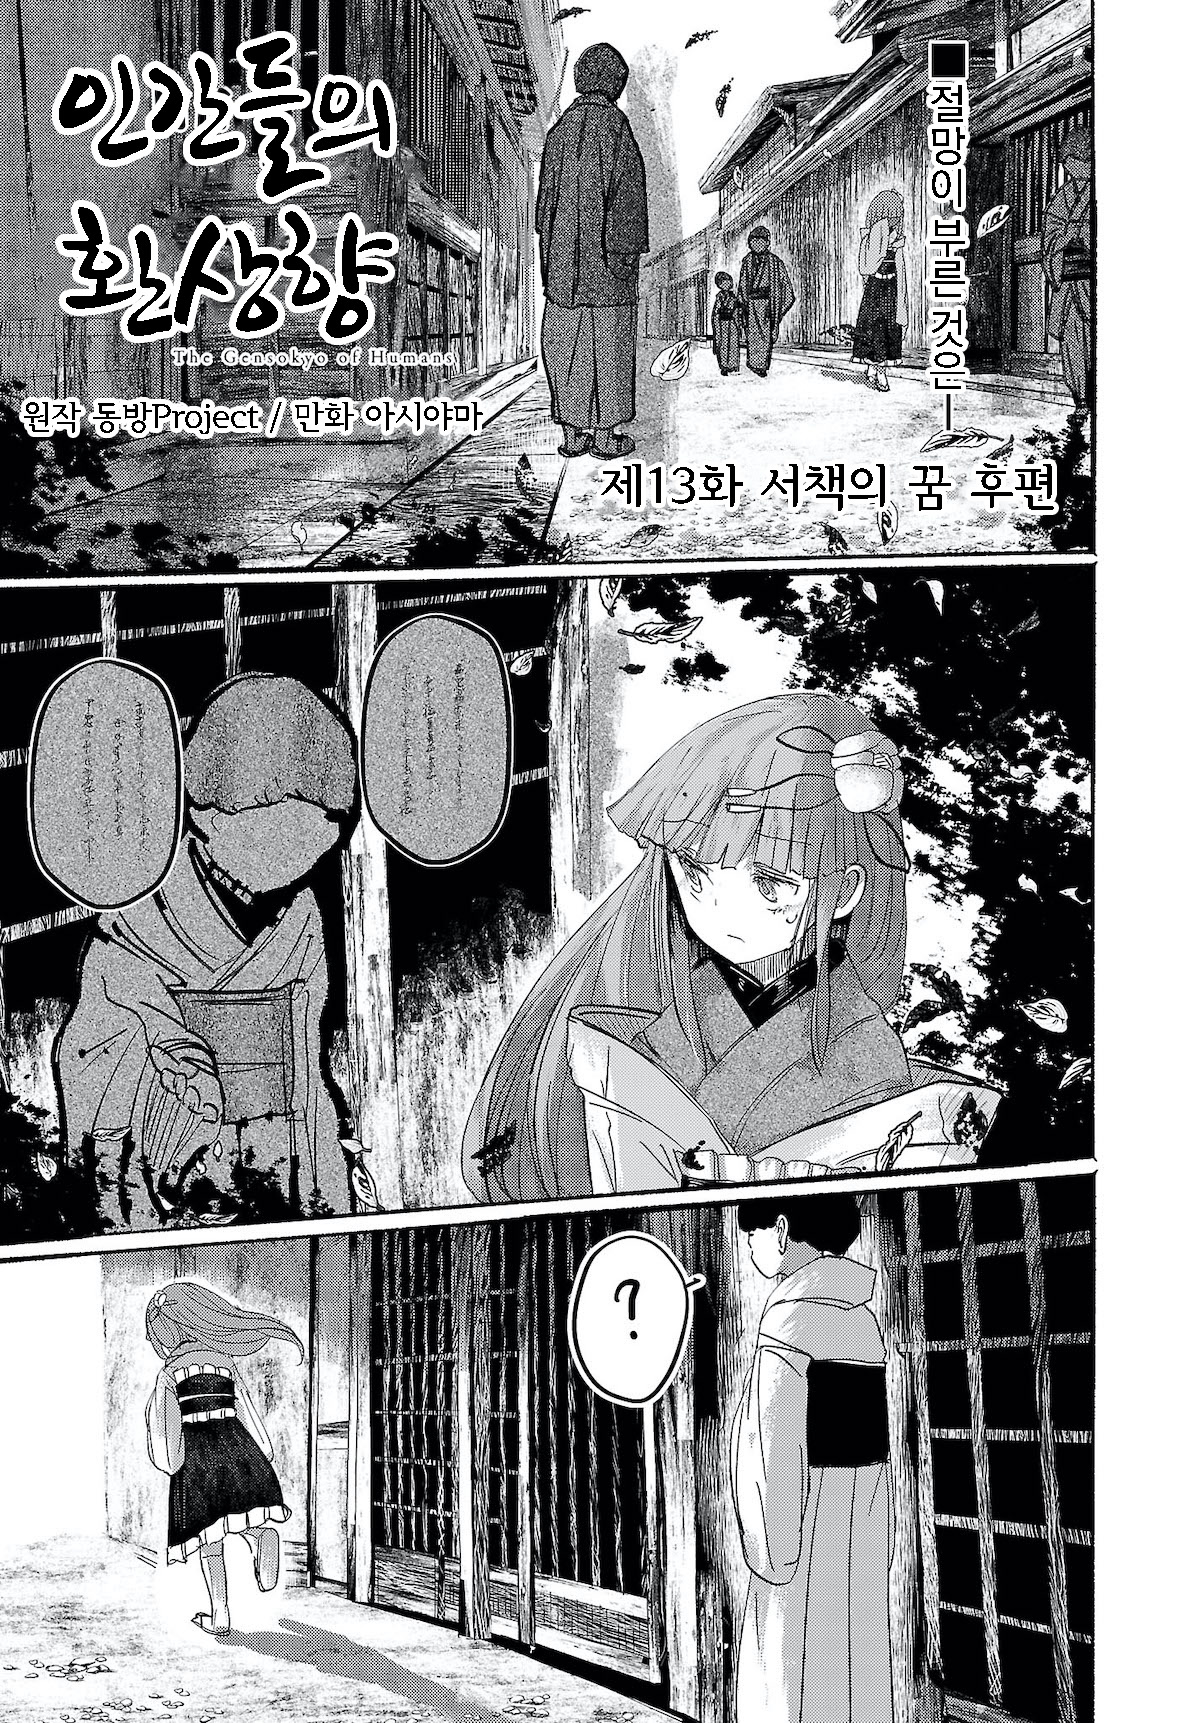 인간들의
환상향
The Gensokyo of Humans
원작 동방Project / 만화 아시야마
■절망이 부른 것은―
제13화 서책의 꿈 후편
?